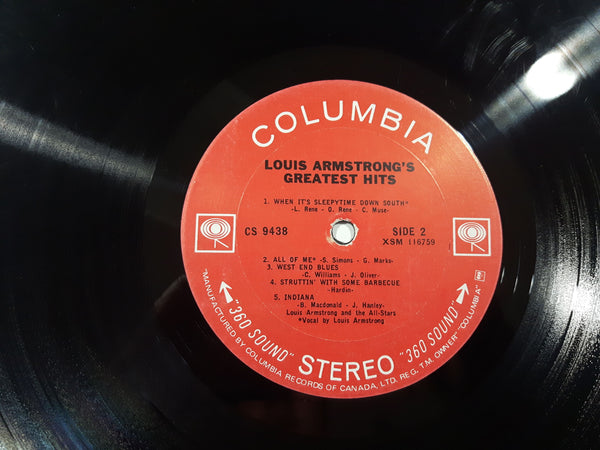 COLUMBIA
LOUIS ARMSTRONG'S
GREATEST HITS
1. WHEN IT'S SLEEPYTIME DOWN SOUTH*
-L. Rene - O. Rene - C. Muse-
CS 9438
SIDE 2
XSM 116759
2. ALL OF ME* -S. Simons - G. Marks-
3. WEST END BLUES
-C. Williams - J. Oliver-
4. STRUTTIN' WITH SOME BARBECUE
-Hardin-
5. INDIANA
-B. Macdonald - J. Hanley-
Louis Armstrong and the All-Stars
*Vocal by Louis Armstrong
"360 SOUND" STEREO "360 SOUND"
"MANUFACTURED BY COLUMBIA RECORDS OF CANADA, LTD. REG. T.M. OWNER" "COLUMBIA"